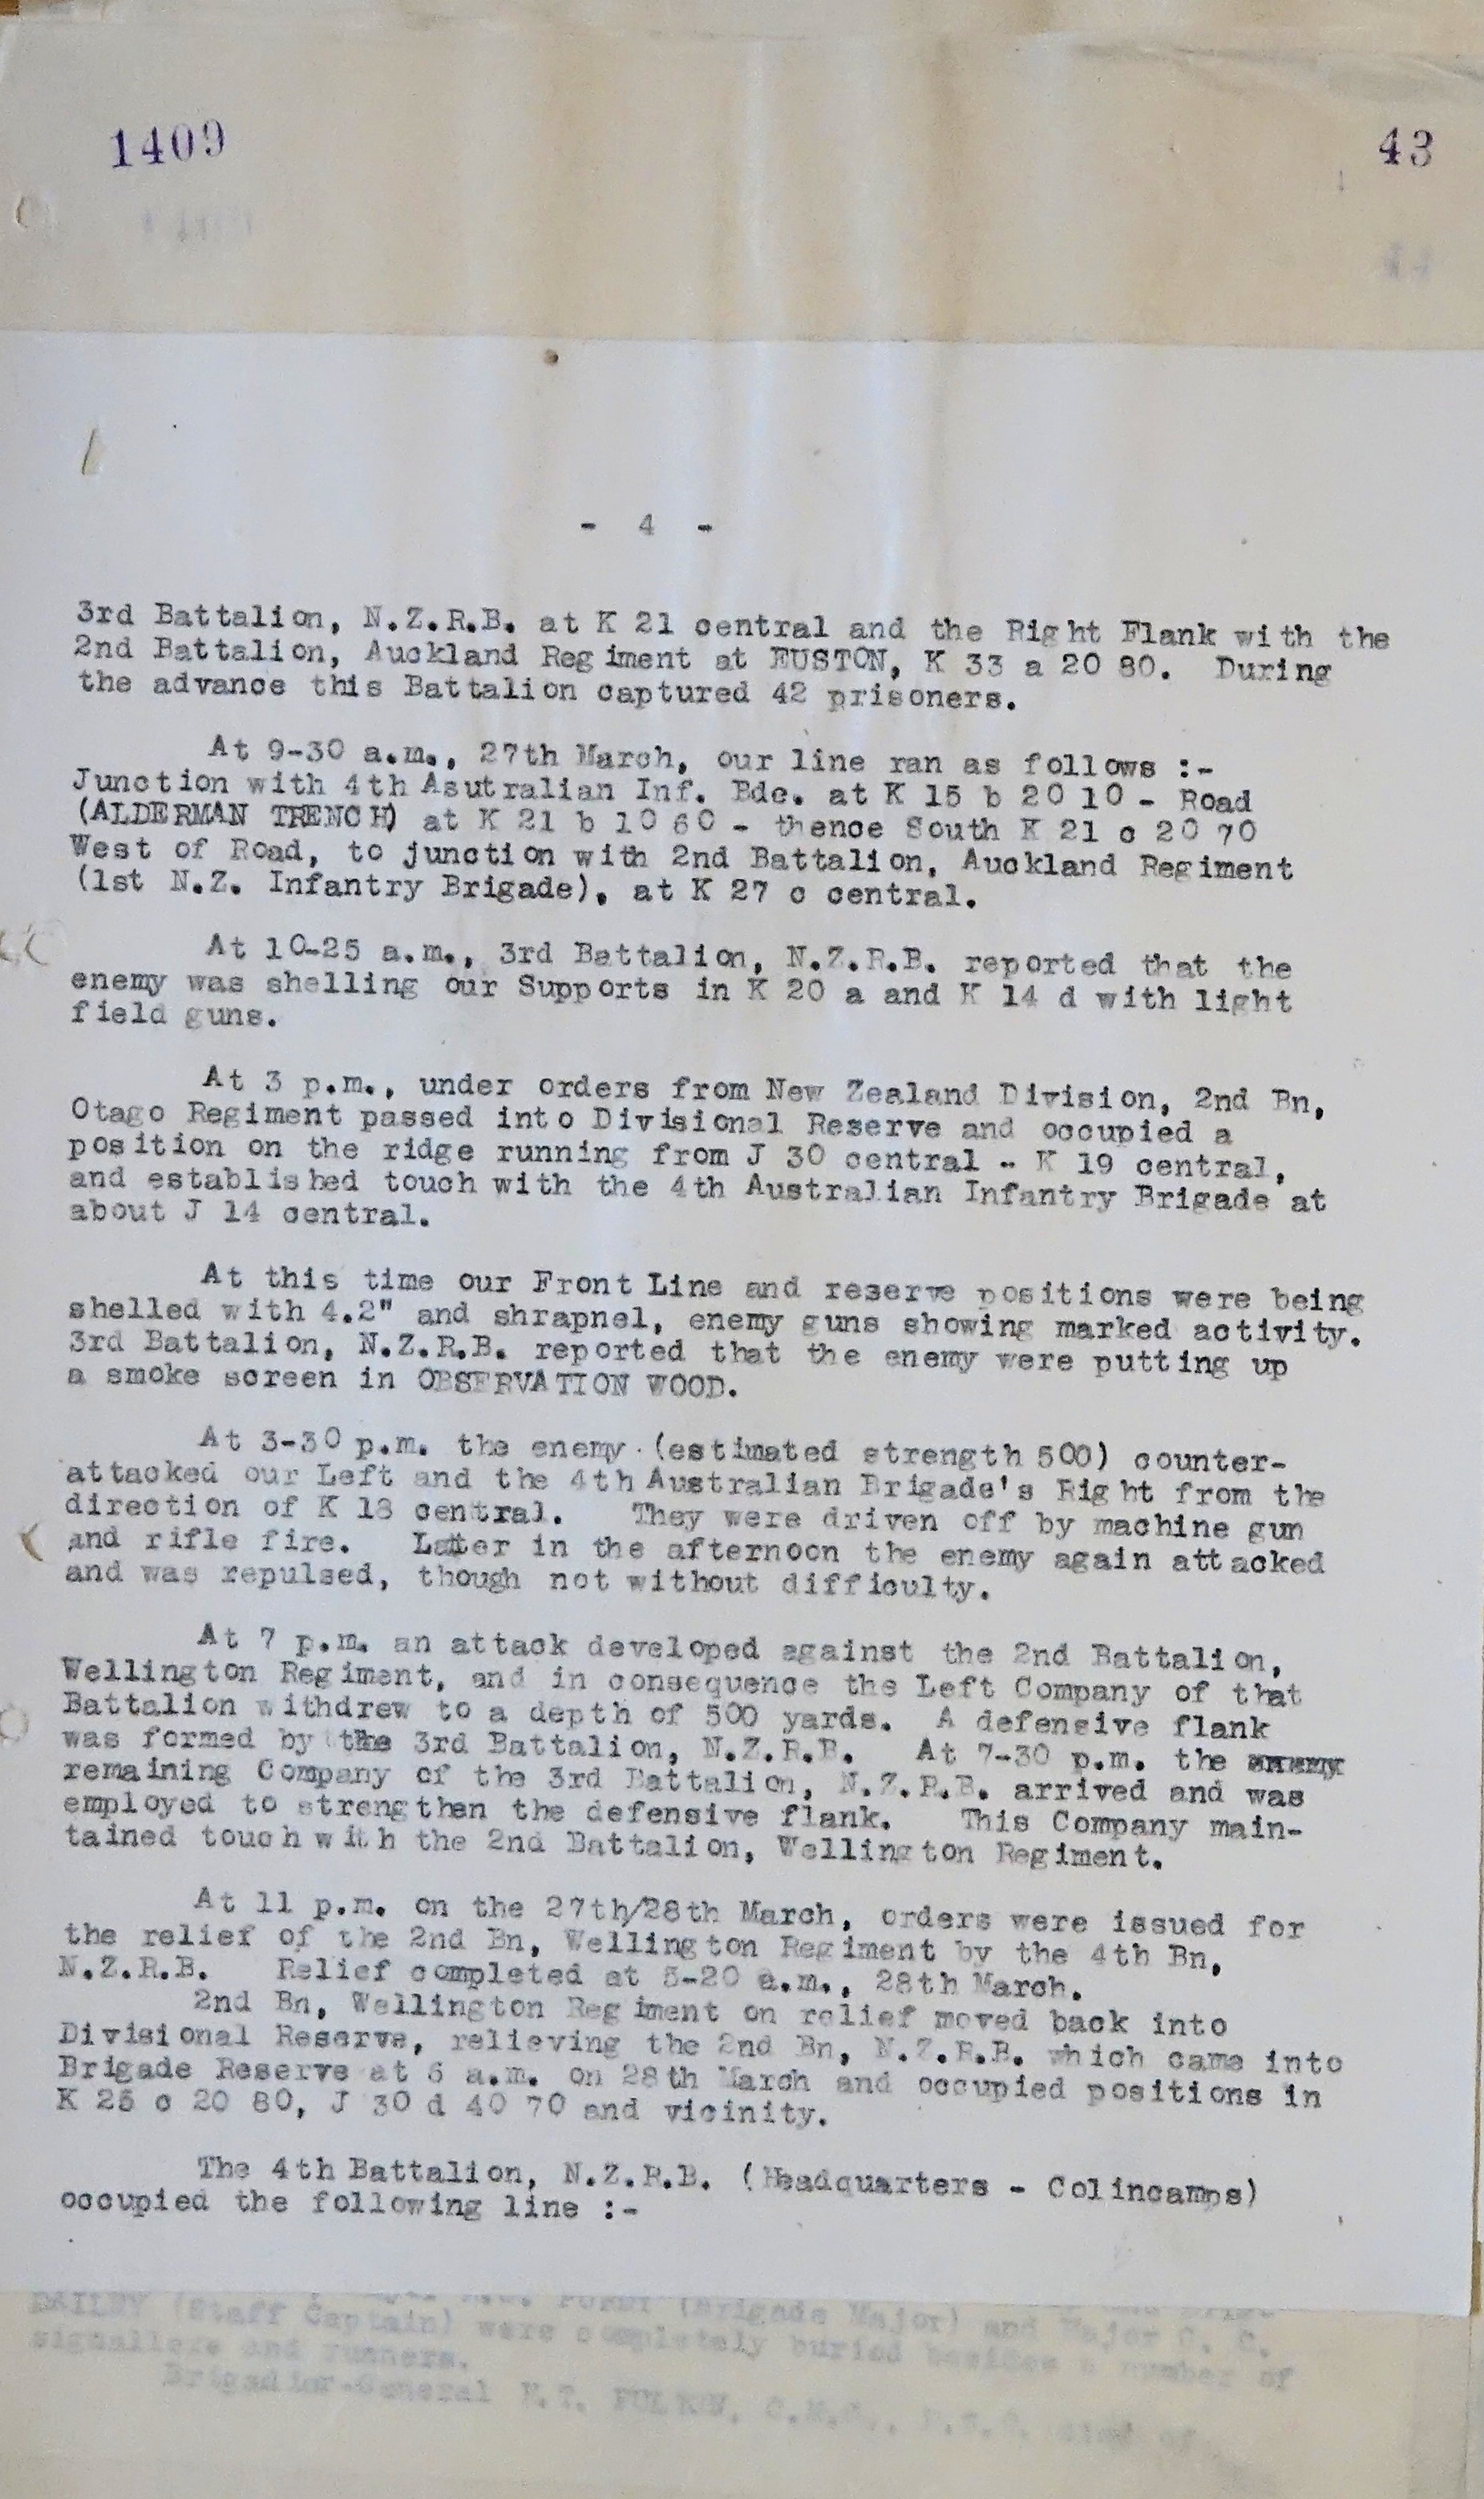 1409
43
- 4 -
3rd Battalion, N.Z.R.B. at K 21 central and the Right Flank with the
2nd Battalion, Auckland Regiment at EUSTON, K 33 a 20 80. During
the advance this Battalion captured 42 prisoners.
At 9-30 a.m., 27th March, our line ran as follows :-
Junction with 4th Asutralian Inf. Bde. at K 15 b 20 10 - Road
(ALDERMAN TRENCH) at K 21 b 10 60 - thence South K 21 c 20 70
West of Road, to junction with 2nd Battalion, Auckland Regiment
(1st N.Z. Infantry Brigade), at K 27 c central.
At 10-25 a.m., 3rd Battalion, N.Z.R.B. reported that the
enemy was shelling our Supports in K 20 a and K 14 d with light
field guns.
At 3 p.m., under orders from New Zealand Division, 2nd Bn,
Otago Regiment passed into Divisional Reserve and occupied a
position on the ridge running from J 30 central - K 19 central,
and established touch with the 4th Australian Infantry Brigade at
about J 14 central.
At this time our Front Line and reserve positions were being
shelled with 4.2" and shrapnel, enemy guns showing marked activity.
3rd Battalion, N.Z.R.B. reported that the enemy were putting up
a smoke screen in OBSERVATION WOOD.
At 3-30 p.m. the enemy (estimated strength 500) counter-
attacked our Left and the 4th Australian Brigade's Right from the
direction of K 18 central. They were driven off by machine gun
and rifle fire. Later in the afternoon the enemy again attacked
and was repulsed, though not without difficulty.
At 7 p.m. an attack developed against the 2nd Battalion,
Wellington Regiment, and in consequence the Left Company of that
Battalion withdrew to a depth of 500 yards. A defensive flank
was formed by the 3rd Battalion, N.Z.R.B. At 7-30 p.m. the
remaining Company of the 3rd Battalion, N.Z.R.B. arrived and was
employed to strengthen the defensive flank. This Company main-
tained touch with the 2nd Battalion, Wellington Regiment.
At 11 p.m. on the 27th/28th March, orders were issued for
the relief of the 2nd Bn, Wellington Regiment by the 4th Bn,
N.Z.R.B. Relief completed at 5-20 a.m., 28th March.
2nd Bn, Wellington Regiment on relief moved back into
Divisional Reserve, relieving the 2nd Bn, N.Z.R.B. which came into
Brigade Reserve at 6 a.m. on 28th March and occupied positions in
K 25 c 20 80, J 30 d 40 70 and vicinity.
The 4th Battalion, N.Z.R.B. (Headquarters - Colincamps)
occupied the following line :-
(Brigade Major) and Major
(Staff Captain) were completely buried besides a number of
signallers and runners.
Brigadier-General